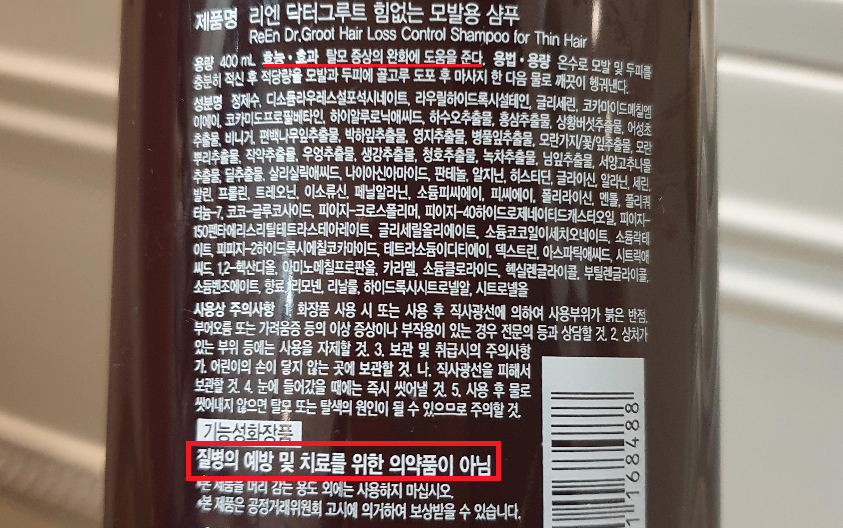 제품명 리엔 닥터그루트 힘없는 모발용 샴푸
ReEn Dr,Groot Hair Loss Control Shampoo for Thin Hair
용량 400 mL 효능・효과 탈모 증상의 완화에 도움을 준다. 용법・용량 온수로 모발 및 두피를
충분히 적신 후 적당량을 모발과 두피에 골고루 도포 후 마사지 한 다음 물로 깨끗이 헹궈낸다.
성분명 정제수, 디소듐라우레스설포석시네이트, 라우릴하이드록시설테인, 글리세린, 코카미드메칠엠
이에이, 코카미도프로필베타인, 하이알루로닉애씨드, 하수오추출물, 홍삼추출물, 상황버섯추출물, 어성초
추출물, 비니거, 편백나무잎추출물, 박하잎추출물, 영지추출물, 병풀잎추출물, 모란가지/꽃/잎추출물, 모란
뿌리추출물, 작약추출물, 우엉추출물, 생강추출물, 청호추출물, 녹차추출물, 님잎추출물, 서양고추나물
추출물, 달추출물, 살리실릭애씨드, 나이아신아마이드, 판테놀, 알지닌, 히스티딘, 글라이신, 알라닌, 세린,
발린, 프롤린, 트레오닌, 이소류신, 페닐알라닌, 소듐피씨에이, 피씨에이, 폴리라이신, 멘톨, 폴리쿼
터늄-7, 코코-글루코사이드, 피이지-크로스폴리머, 피이지-40하이드로제네이티드캐스터오일, 피이지-
150펜타에리스리틸테트라스테아레이트, 글리세릴올리에이트, 소듐코코일이세치오네이트, 소듐락테
이트, 피피지-2하이드록시에칠코카마이드, 테트라소듐이디티에이, 덱스트린, 아스파틱애씨드, 시트릭애
씨드, 1,2-헥산디올, 아미노메칠프로판올, 카라멜, 소듐클로라이드, 헥실렌글라이콜, 부틸렌글라이콜,
소듐벤조에이트, 향료, 리모넨, 리날룰, 하이드록시시트로넬알, 시트로넬올
사용상 주의사항 1. 화장품 사용 시 또는 사용 후 직사광선에 의하여 사용부위가 붉은 반점,
부어오름 또는 가려움증 등의 이상 증상이나 부작용이 있는 경우 전문의 등과 상담할 것. 2. 상처가
있는 부위 등에는 사용을 자제할 것. 3. 보관 및 취급시의 주의사항
가. 어린이의 손이 닿지 않는 곳에 보관할 것. 나. 직사광선을 피해서
보관할 것. 4. 눈에 들어갔을 때에는 즉시 씻어낼 것. 5. 사용 후 물로
씻어내지 않으면 탈모 또는 탈색의 원인이 될 수 있으므로 주의할 것.
기능성화장품
질병의 예방 및 치료를 위한 의약품이 아님
*본 제품을 머리 감는 용도 외에는 사용하지 마십시오.
*본 제품은 공정거래위원회 고시에 의거하여 보상받을 수 있습니다.
1168488